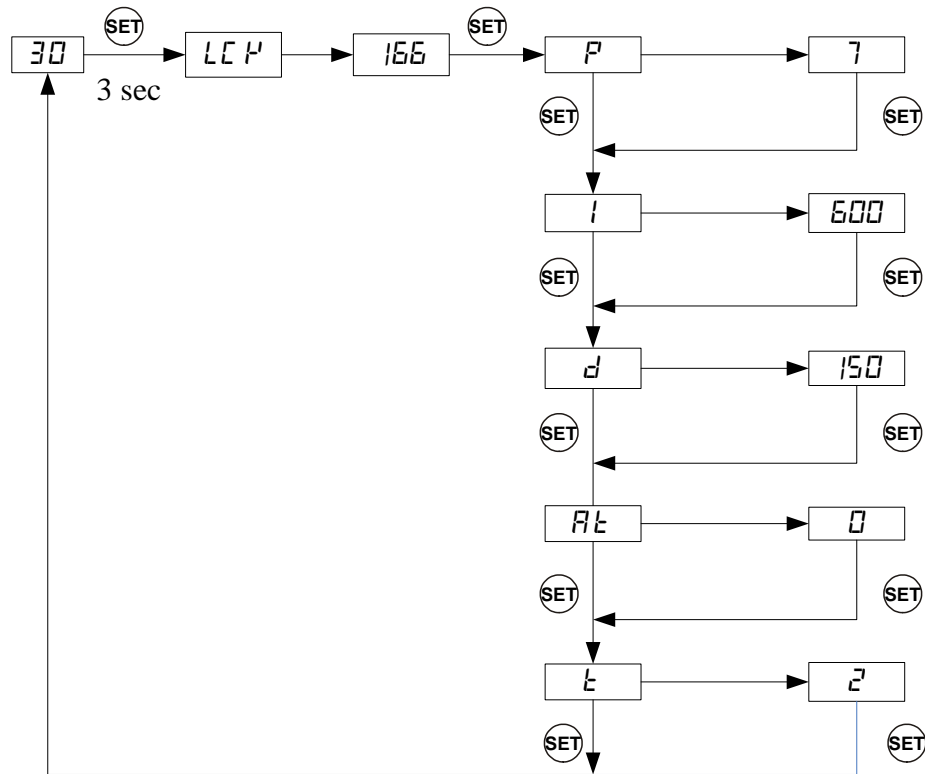 SET
30 LCK 166 SET P 7
3 sec
SET SET
I 600
SET SET
d 150
SET SET
At 0
SET SET
t 2
SET SET